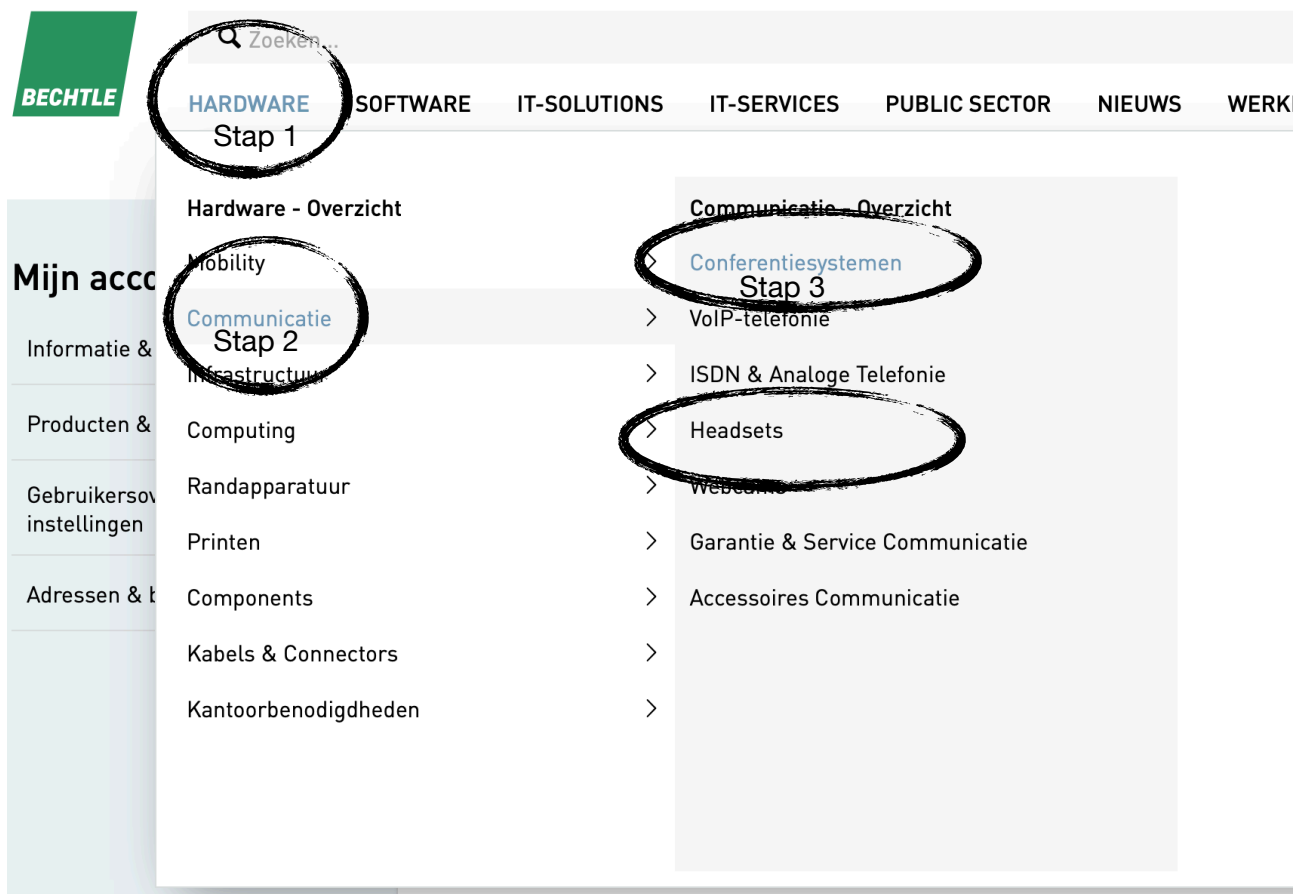 Zoeken...
BECHTLE
HARDWARE SOFTWARE IT-SOLUTIONS IT-SERVICES PUBLIC SECTOR NIEUWS
Stap 1
Hardware - Overzicht
Communicatie - Overzicht
Mijn
Mobility
Conferentiesystemen
Stap 3
Communicatie
VoIP-telefonie
Stap 2
Informatie &
Infrastructuur
ISDN & Analoge Telefonie
Producten &
Computing
Headsets
Randapparatuur
Webcams
instellingen
Printen
Garantie & Service Communicatie
Adressen &
Components
Accessoires Communicatie
Kabels & Connectors
Kantoorbenodigdheden